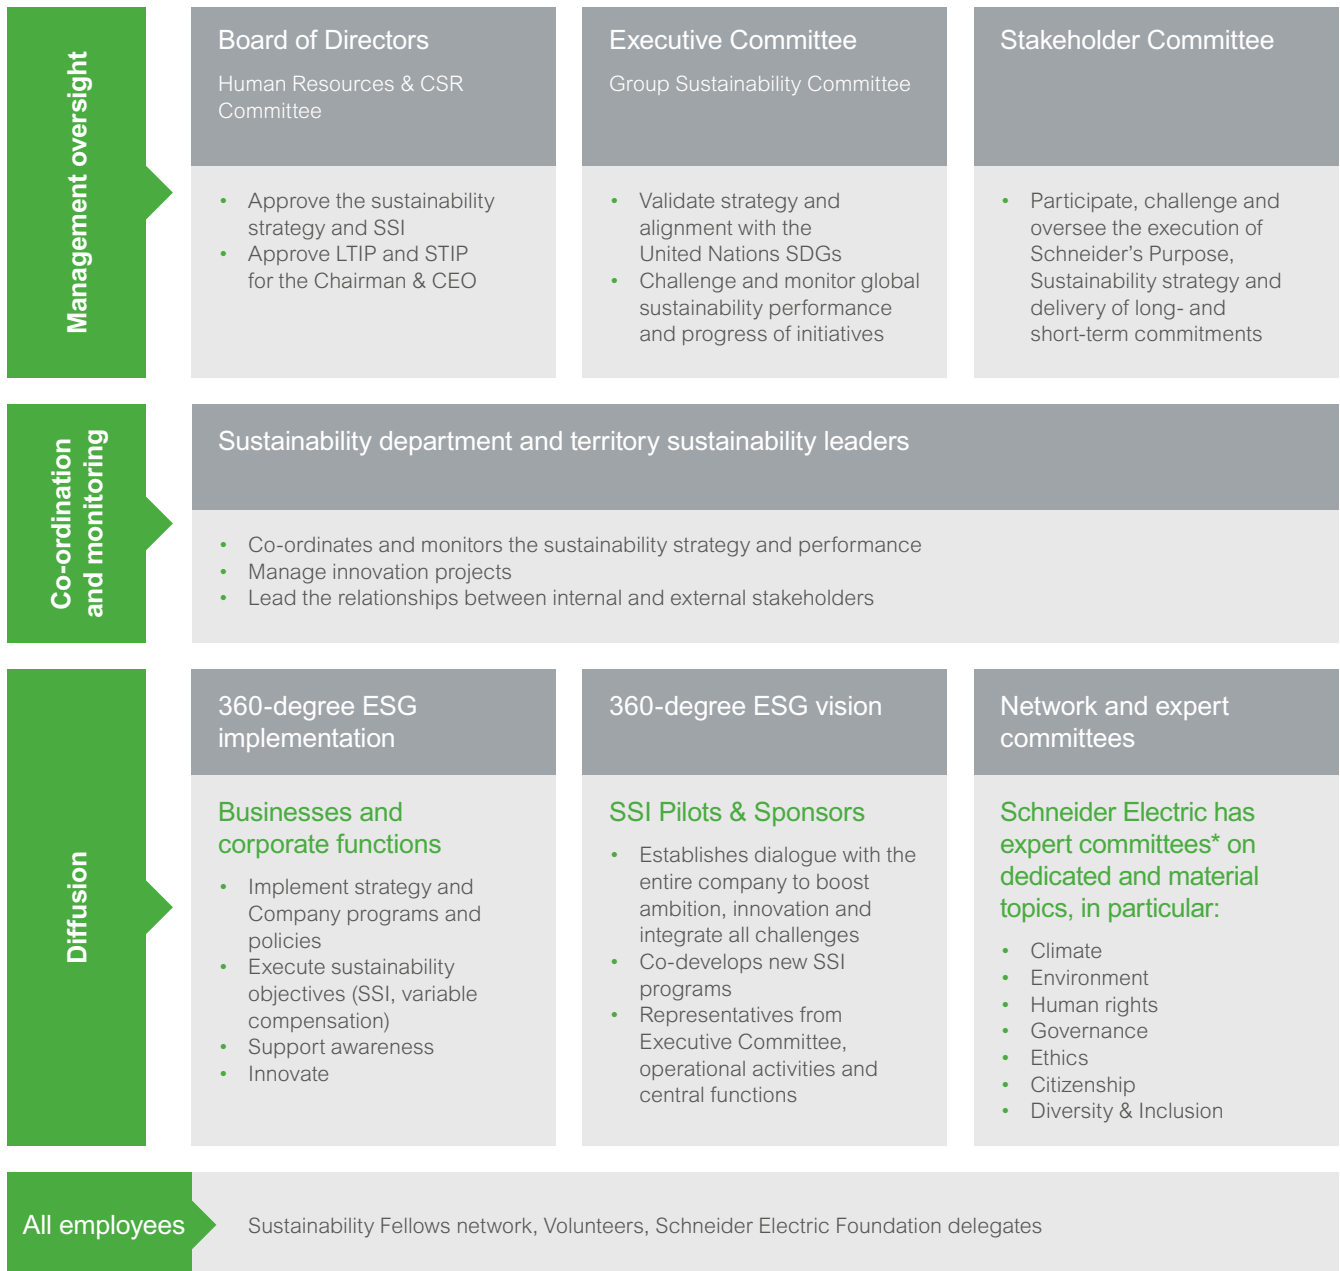 Management oversight
Board of Directors
Human Resources & CSR
Committee
• Approve the sustainability
strategy and SSI
• Approve LTIP and STIP
for the Chairman & CEO
Executive Committee
Group Sustainability Committee
• Validate strategy and
alignment with the
United Nations SDGs
• Challenge and monitor global
sustainability performance
and progress of initiatives
Stakeholder Committee
• Participate, challenge and
oversee the execution of
Schneider's Purpose,
Sustainability strategy and
delivery of long- and
short-term commitments
Co-ordination
and monitoring
Sustainability department and territory sustainability leaders
• Co-ordinates and monitors the sustainability strategy and performance
• Manage innovation projects
• Lead the relationships between internal and external stakeholders
Diffusion
360-degree ESG
implementation
Businesses and
corporate functions
• Implement strategy and
Company programs and
policies
• Execute sustainability
objectives (SSI, variable
compensation)
• Support awareness
• Innovate
360-degree ESG vision
SSI Pilots & Sponsors
• Establishes dialogue with the
entire company to boost
ambition, innovation and
integrate all challenges
• Co-develops new SSI
programs
• Representatives from
Executive Committee,
operational activities and
central functions
Network and expert
committees
Schneider Electric has
expert committees* on
dedicated and material
topics, in particular:
• Climate
• Environment
• Human rights
• Governance
• Ethics
• Citizenship
• Diversity & Inclusion
All employees
Sustainability Fellows network, Volunteers, Schneider Electric Foundation delegates